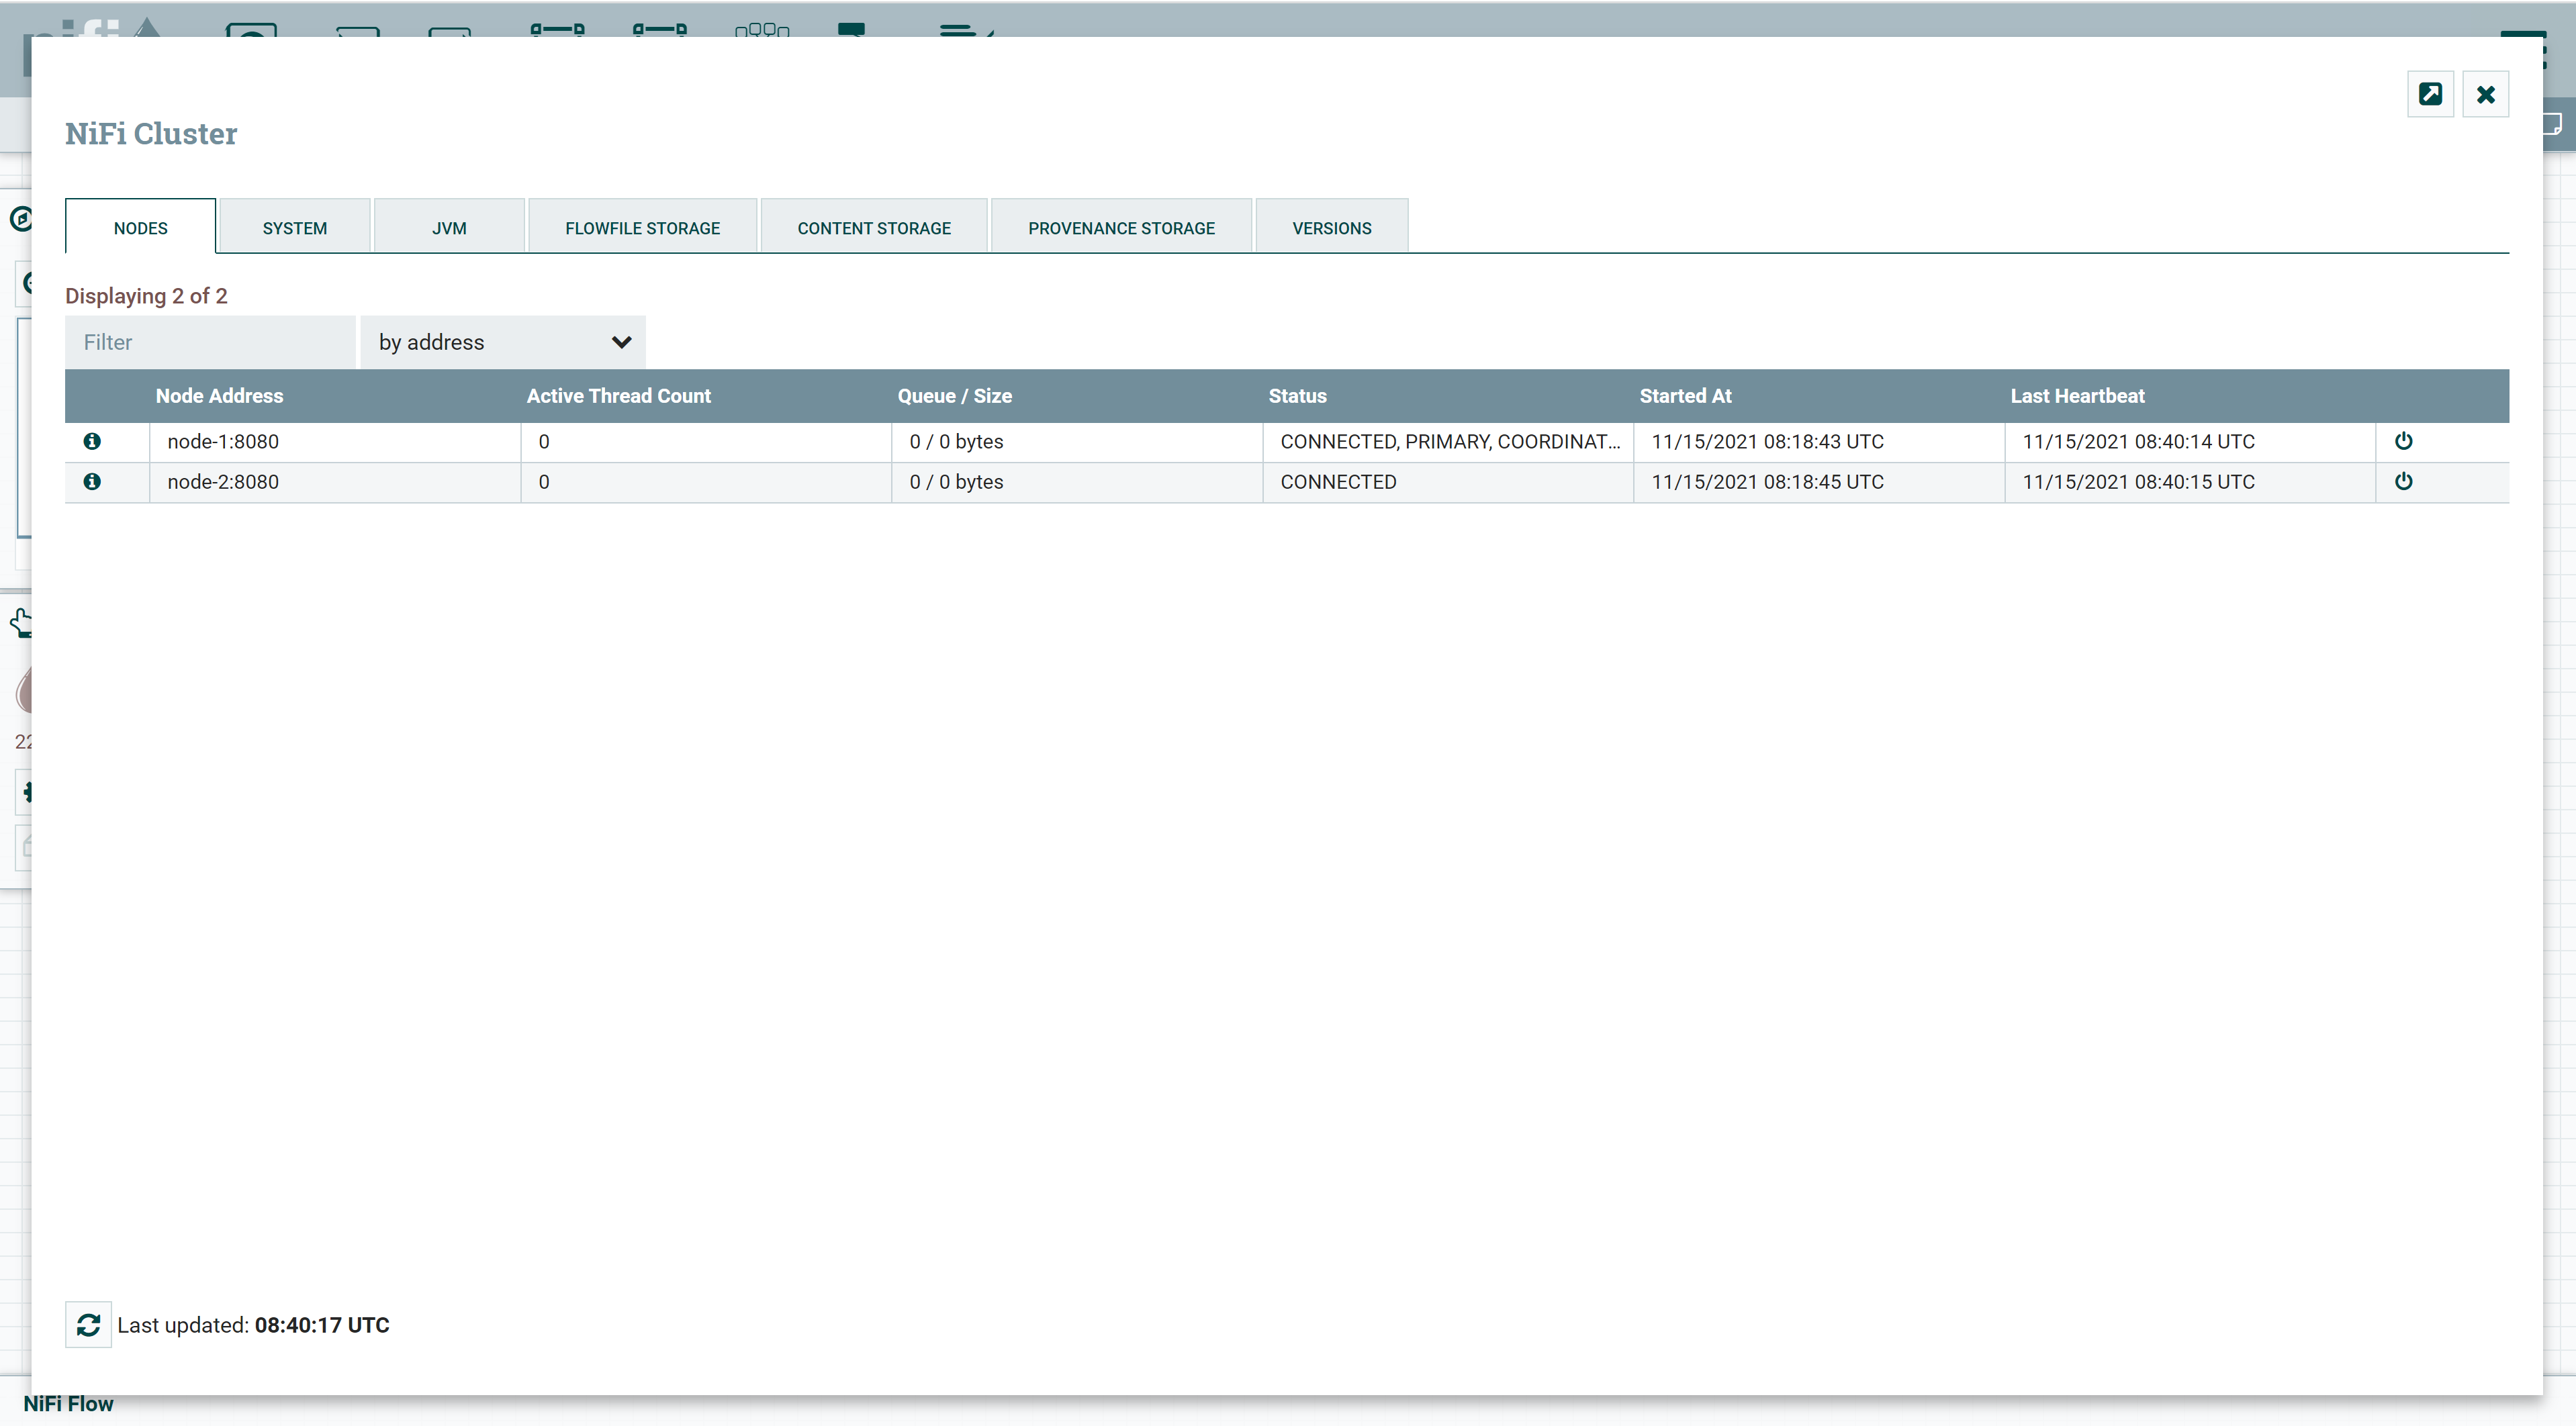 nifi
NiFi Cluster
NODES SYSTEM JVM FLOWFILE STORAGE CONTENT STORAGE PROVENANCE STORAGE VERSIONS
Displaying 2 of 2
Filter by address
Node Address Active Thread Count Queue / Size Status Started At Last Heartbeat
node-1:8080 0 0 / 0 bytes CONNECTED, PRIMARY, COORDINAT... 11/15/2021 08:18:43 UTC 11/15/2021 08:40:14 UTC
node-2:8080 0 0 / 0 bytes CONNECTED 11/15/2021 08:18:45 UTC 11/15/2021 08:40:15 UTC
22
Last updated: 08:40:17 UTC
NiFi Flow